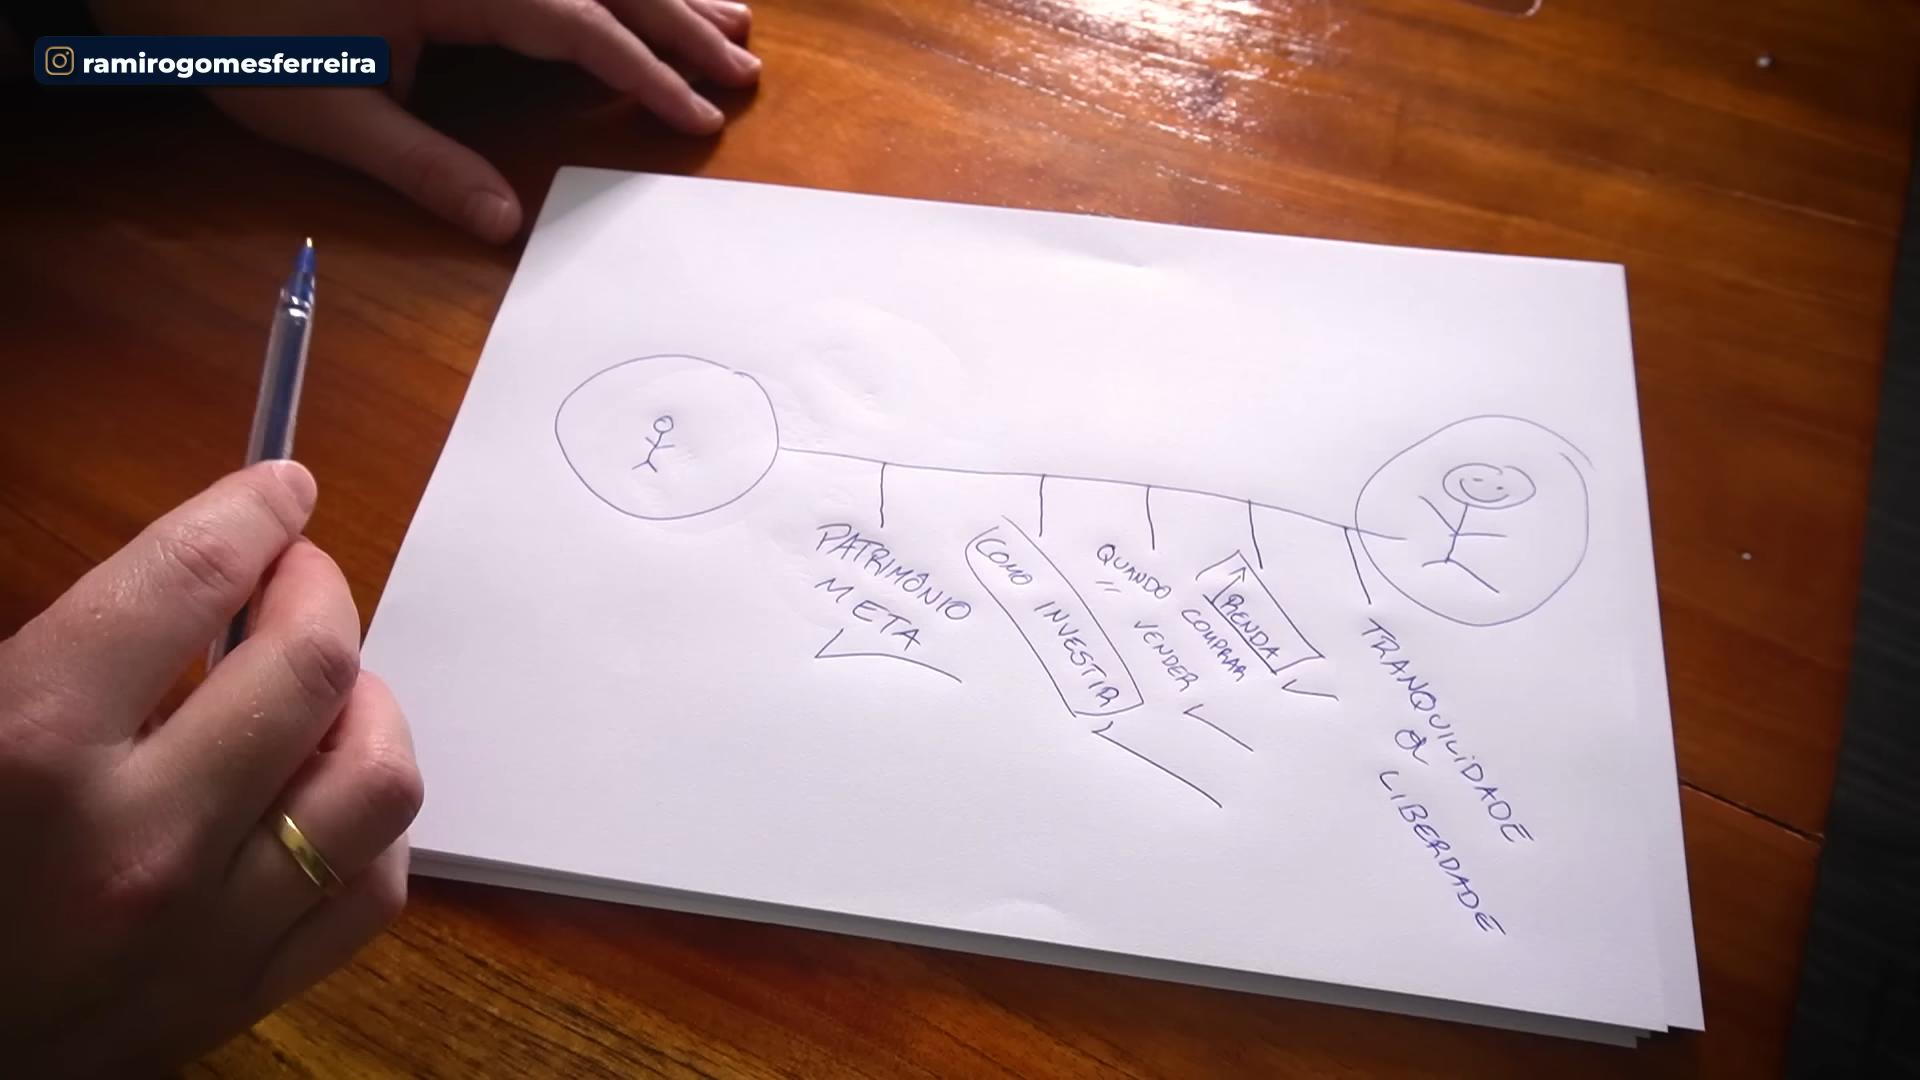 ramirogomesferreira
PATRIMÔNIO
META
COMO INVESTIR
QUANDO COMPRAR
VENDER
RENDA
TRANQUILIDADE
&
LIBERDADE